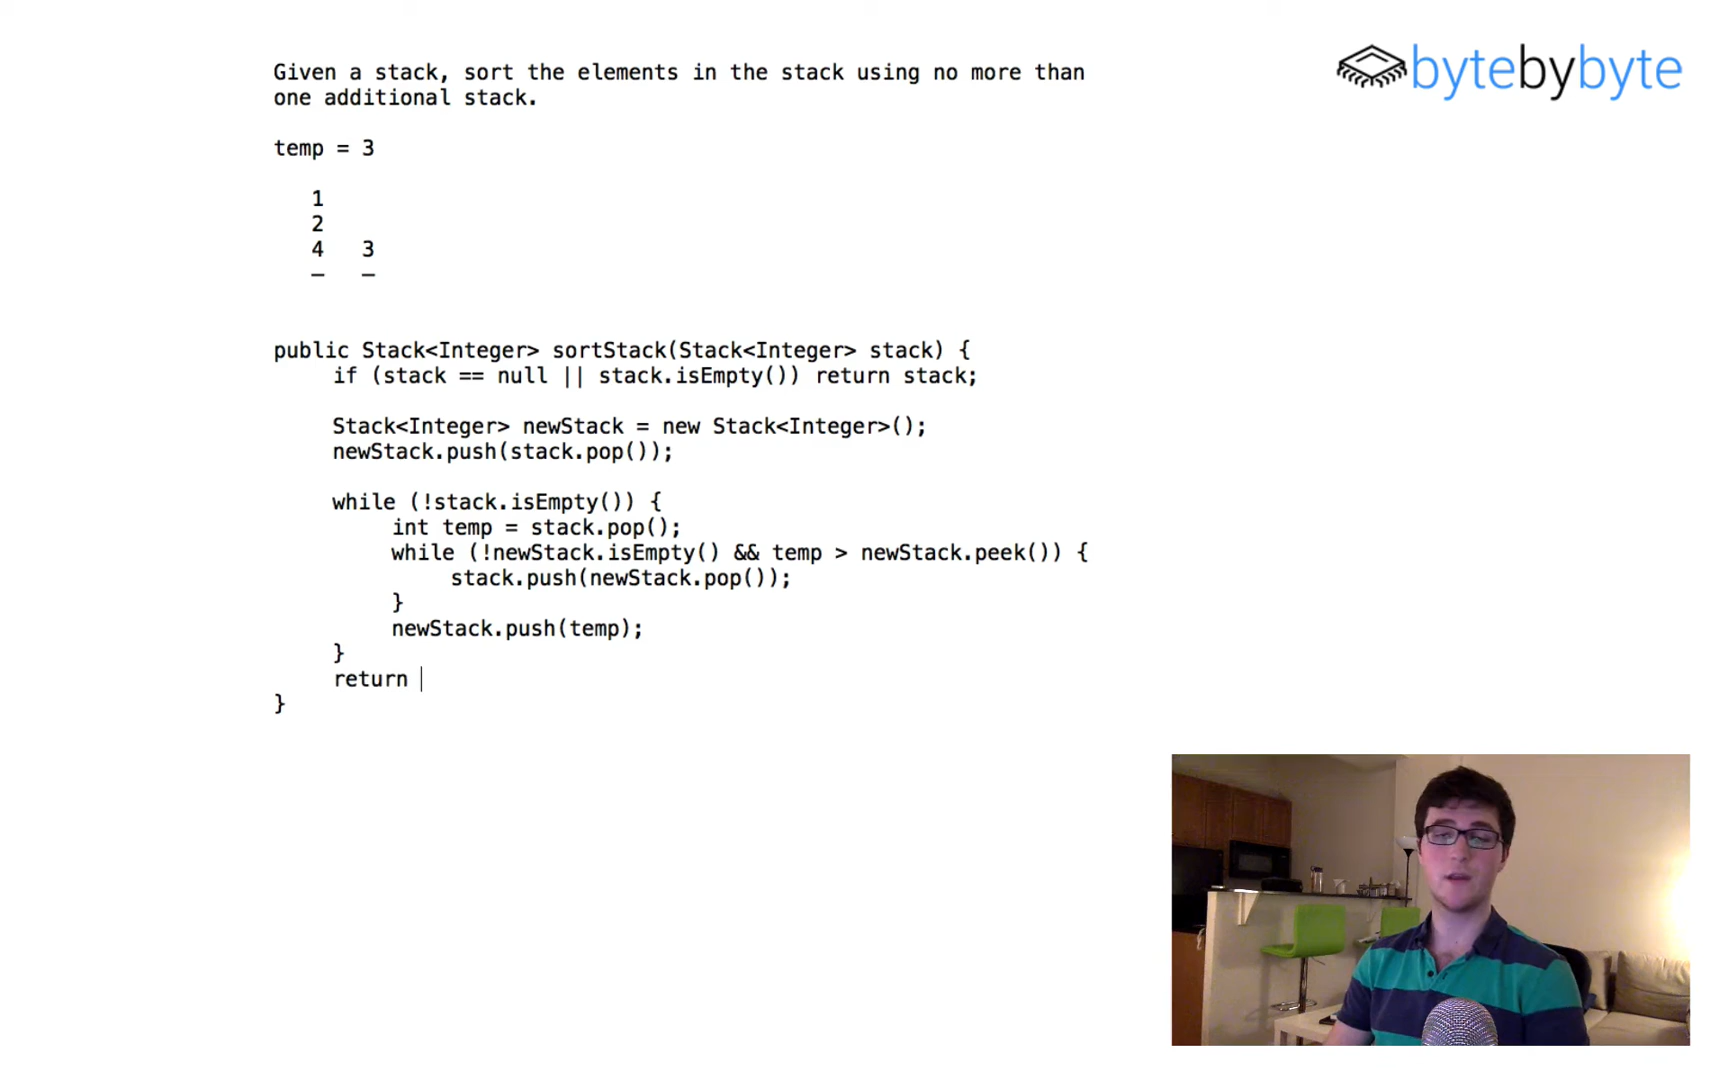 bytebybyte
Given a stack, sort the elements in the stack using no more than
one additional stack.
temp = 3
1
2
4 3
_ _
public Stack<Integer> sortStack(Stack<Integer> stack) {
if (stack == null || stack.isEmpty()) return stack;
Stack<Integer> newStack = new Stack<Integer>();
newStack.push(stack.pop());
while (!stack.isEmpty()) {
int temp = stack.pop();
while (!newStack.isEmpty() && temp > newStack.peek()) {
stack.push(newStack.pop());
}
newStack.push(temp);
}
return
}